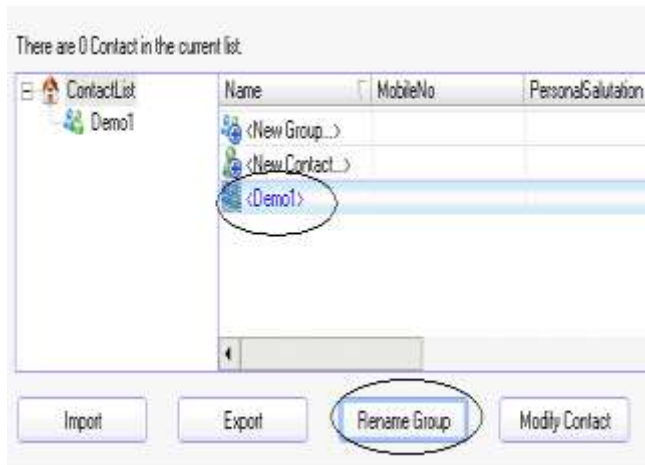 There are 0 Contact in the current list.
ContactList Name MobileNo PersonalSalutation
Demo1
<New Group...>
<New Contact...>
<Demo1>
Import Export Rename Group Modify Contact